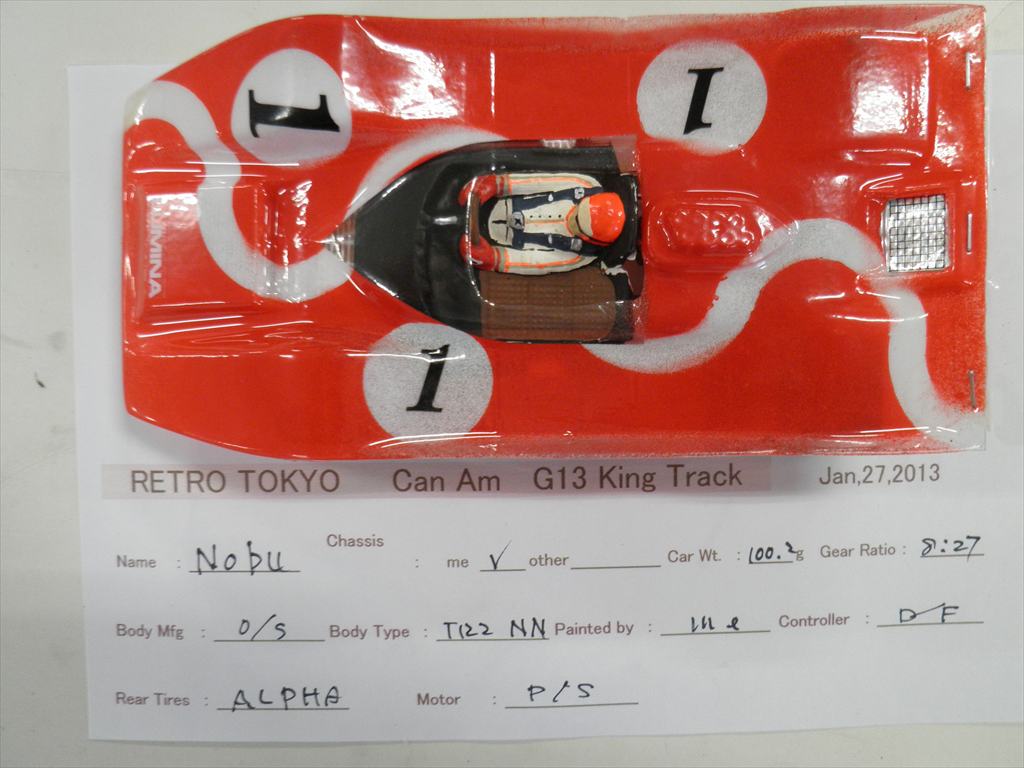 1
1
1
RETRO TOKYO Can Am G13 King Track Jan,27,2013
Name : Nobu Chassis : me √ other Car Wt. : 100.2g Gear Ratio : 8:27
Body Mfg : O/S Body Type : T122 NN Painted by : me Controller : DF
Rear Tires : ALPHA Motor : P/S